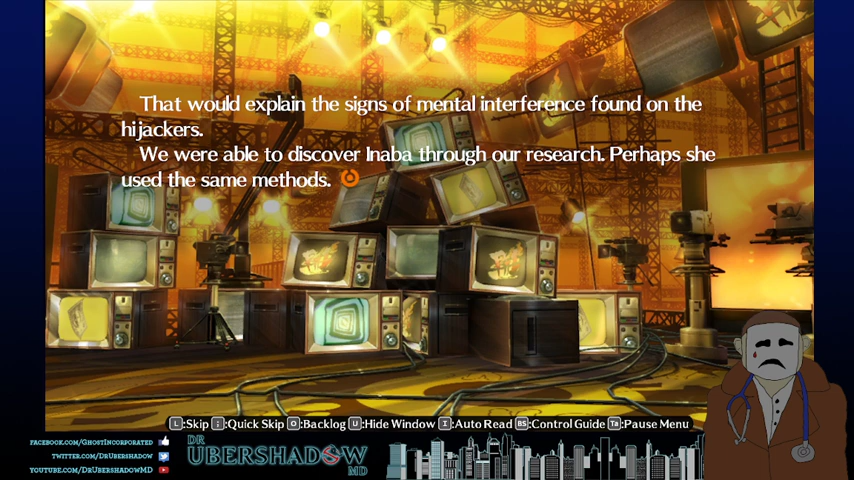 That would explain the signs of mental interference found on the
hijackers.
We were able to discover Inaba through our research. Perhaps she
used the same methods.
L:Skip ;:Quick Skip O:Backlog U:Hide Window I:Auto Read BS:Control Guide Ta:Pause Menu
facebook.com/GhostIncorporated
twitter.com/DrUbershadow
youtube.com/DrUbershadowMD
DR
UBERSHADOW
MD